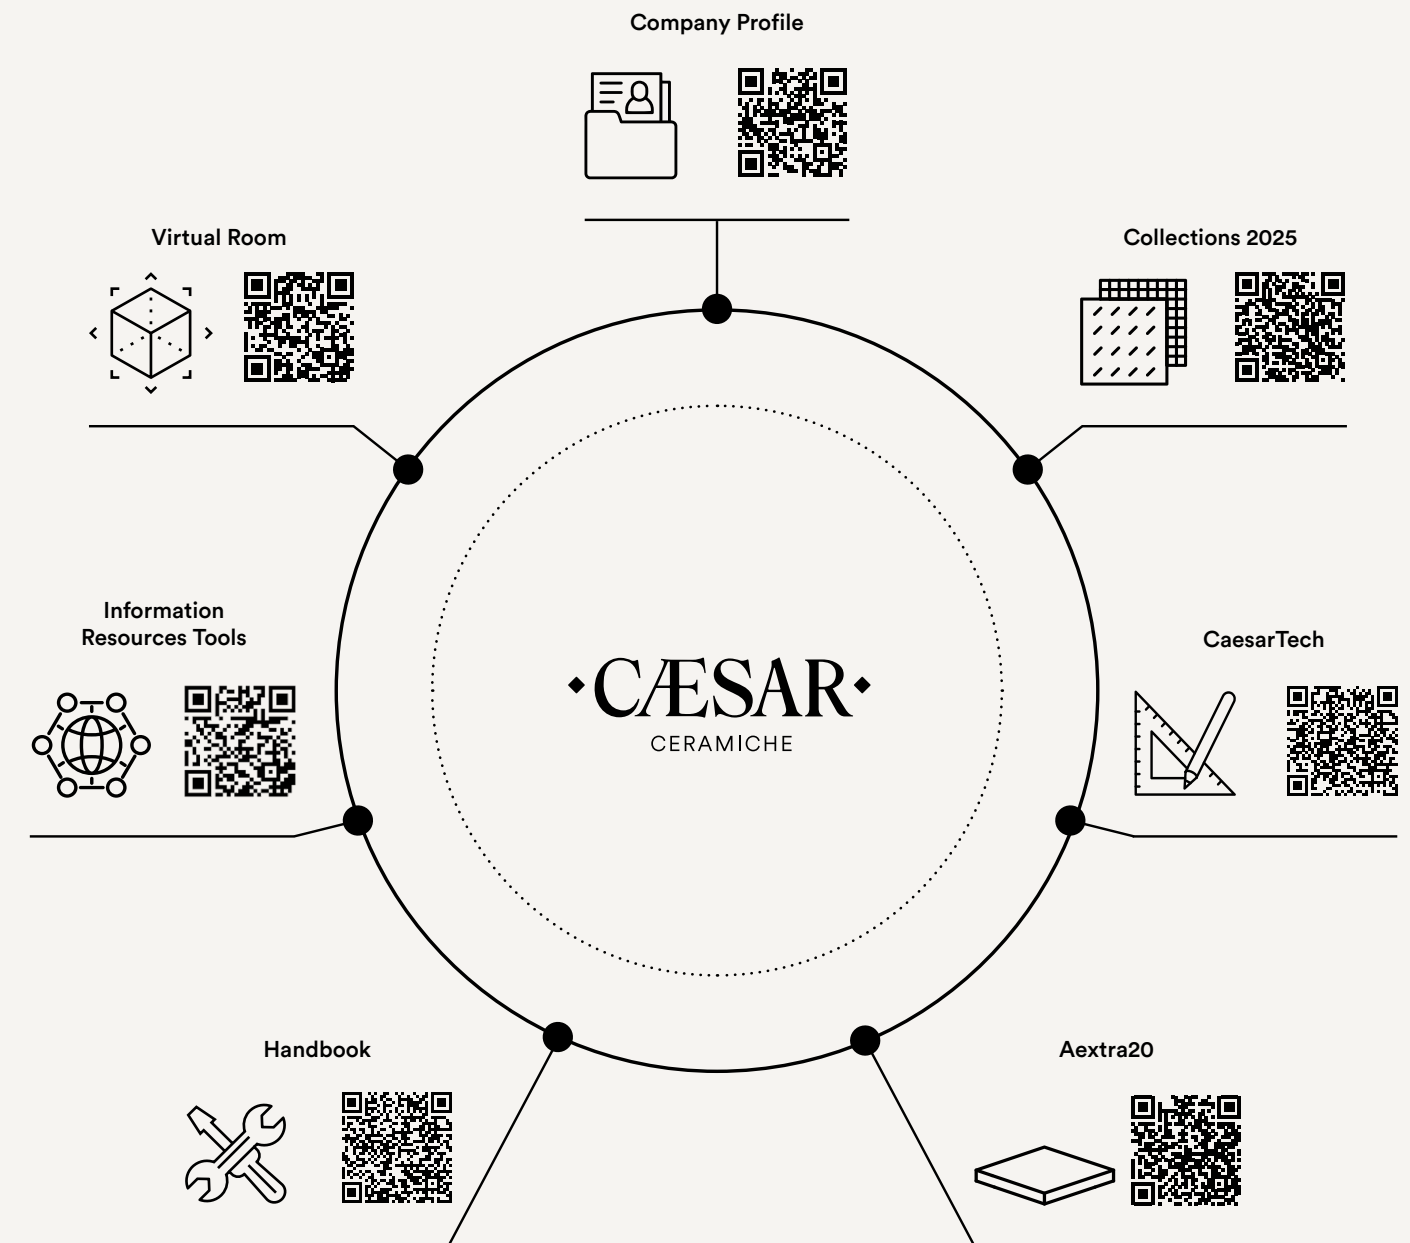 Company Profile
Virtual Room
Collections 2025
Information
Resources Tools
CaesarTech
CÆSAR
CERAMICHE
Handbook
Aextra20